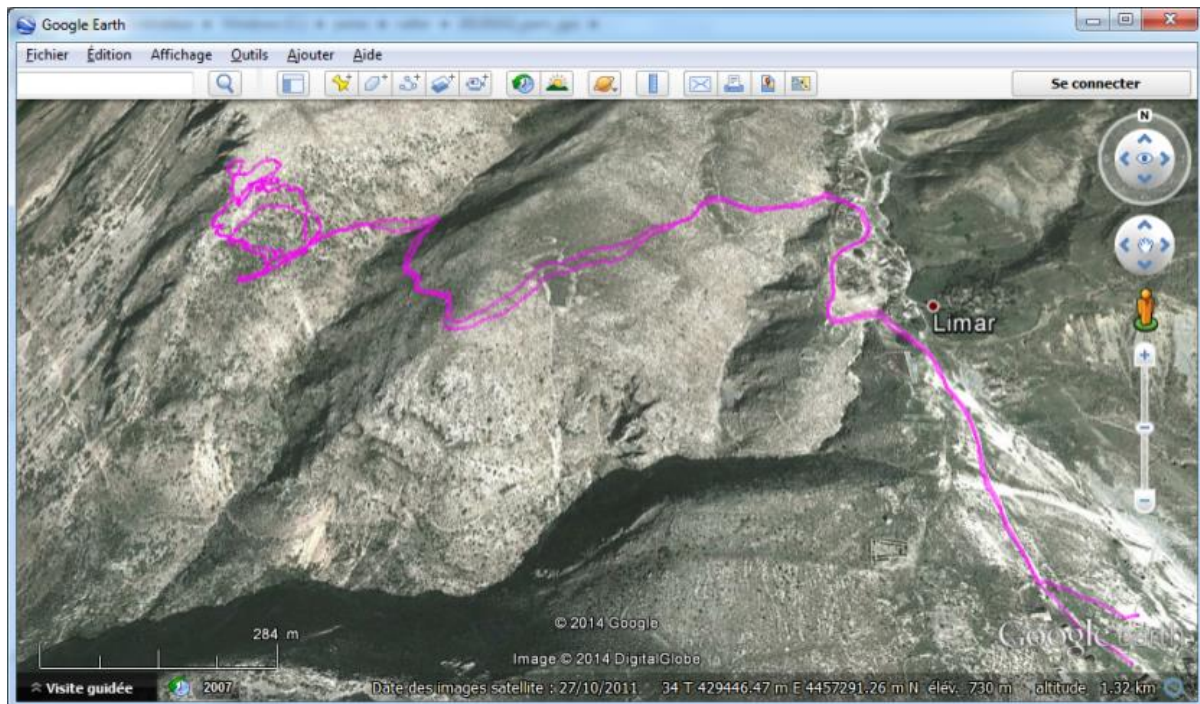 Google Earth
Fichier Édition Affichage Outils Ajouter Aide
Se connecter
N
Limar
284 m
© 2014 Google
Google earth
Image © 2014 DigitalGlobe
Visite guidée 2007 Date des images satellite : 27/10/2011 34 T 429446.47 m E 4457291.26 m N élév. 730 m altitude 1.32 km